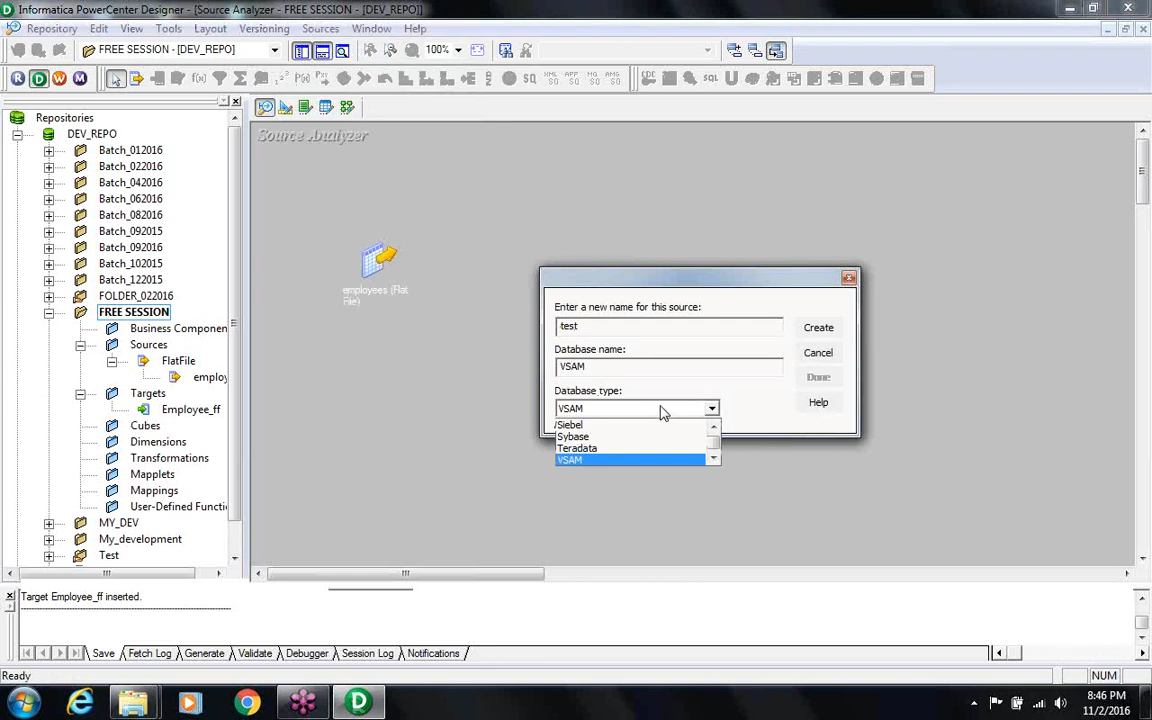 Informatica PowerCenter Designer - [Source Analyzer - FREE SESSION - [DEV_REPO]]
Repository Edit View Tools Layout Versioning Sources Window Help
FREE SESSION - [DEV_REPO]
100%
R D W M
Repositories
DEV_REPO
Batch_012016
Batch_022016
Batch_042016
Batch_062016
Batch_082016
Batch_092015
Batch_092016
Batch_102015
Batch_122015
FOLDER_022016
FREE SESSION
Business Componen
Sources
FlatFile
employ
Targets
Employee_ff
Cubes
Dimensions
Transformations
Mapplets
Mappings
User-Defined Functi
MY_DEV
My_development
Test
Source Analyzer
employees (Flat
File)
Enter a new name for this source:
test
Database name:
VSAM
Database type:
VSAM
Siebel
Sybase
Teradata
VSAM
Create
Cancel
Done
Help
Target Employee_ff inserted.
Save Fetch Log Generate Validate Debugger Session Log Notifications
Ready
NUM
8:46 PM
11/2/2016